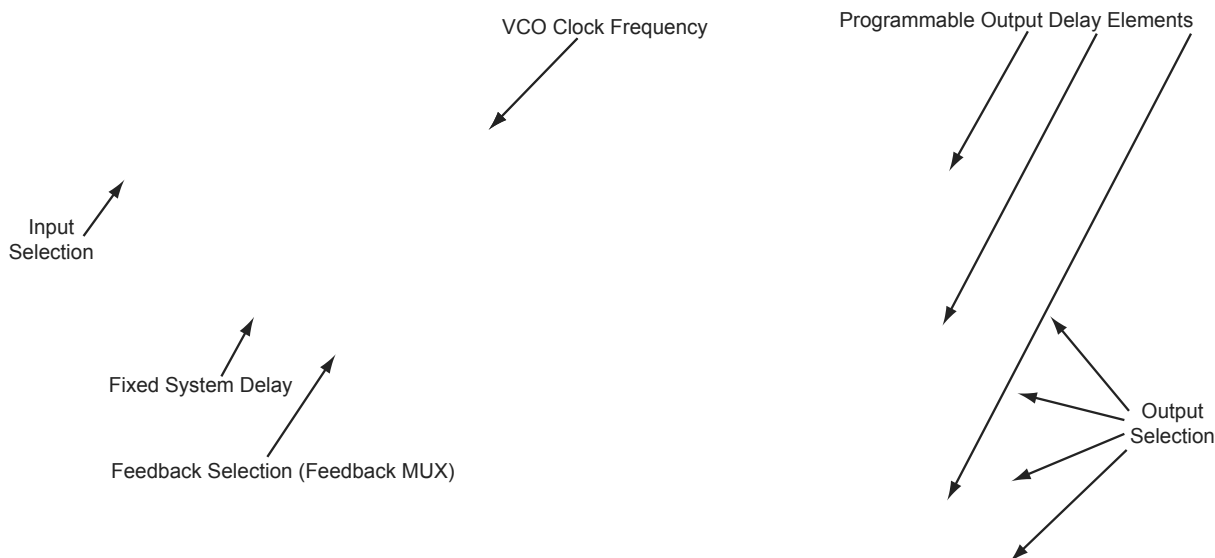 VCO Clock Frequency
Programmable Output Delay Elements
Input
Selection
Fixed System Delay
Feedback Selection (Feedback MUX)
Output
Selection